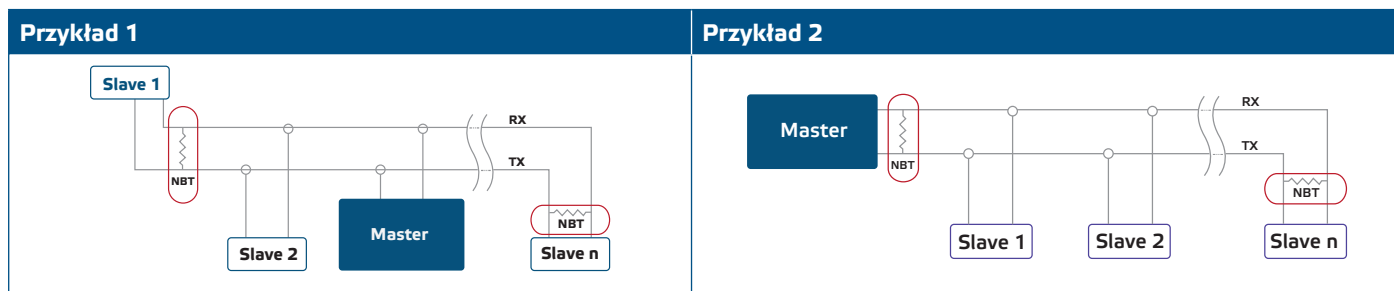 Przykład 1
Slave 1
RX
TX
NBT
NBT
Slave 2
Master
Slave n
Przykład 2
Master
RX
TX
NBT
NBT
Slave 1
Slave 2
Slave n